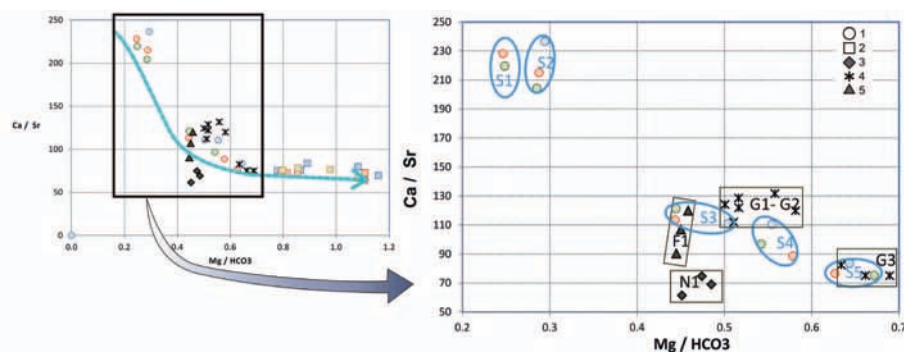 250
200
150
Ca / Sr
100
50
0
0.0 0.2 0.4 0.6 0.8 1.0 1.2
Mg / HCO3
250
230
210
190
170
150
130
110
90
70
50
Ca / Sr
0.2 0.3 0.4 0.5 0.6 0.7
Mg / HCO3
S1
S2
1
2
3
4
5
S3
F1
N1
G1- G2
S4
G3
S5